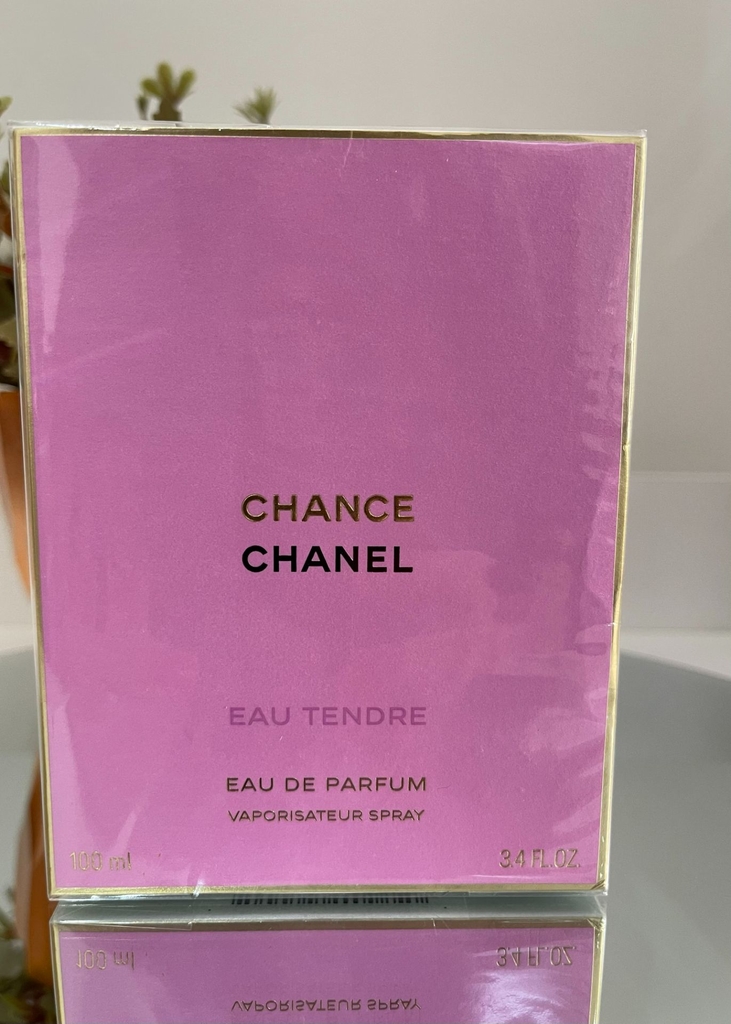 CHANCE
CHANEL
EAU TENDRE
EAU DE PARFUM
VAPORISATEUR SPRAY
100 ml 3.4 FL.OZ.